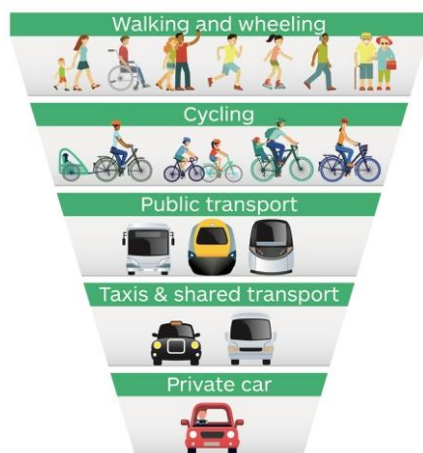 Walking and wheeling
Cycling
Public transport
Taxis & shared transport
Private car